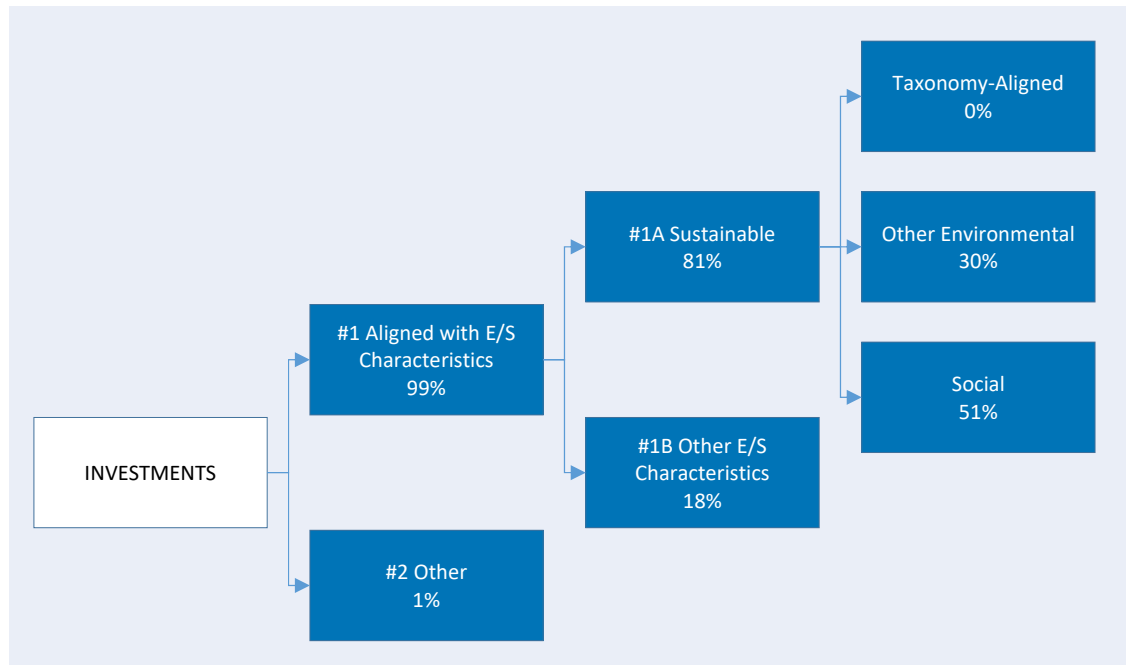 INVESTMENTS
#1 Aligned with E/S
Characteristics
99%
#2 Other
1%
#1A Sustainable
81%
#1B Other E/S
Characteristics
18%
Taxonomy-Aligned
0%
Other Environmental
30%
Social
51%